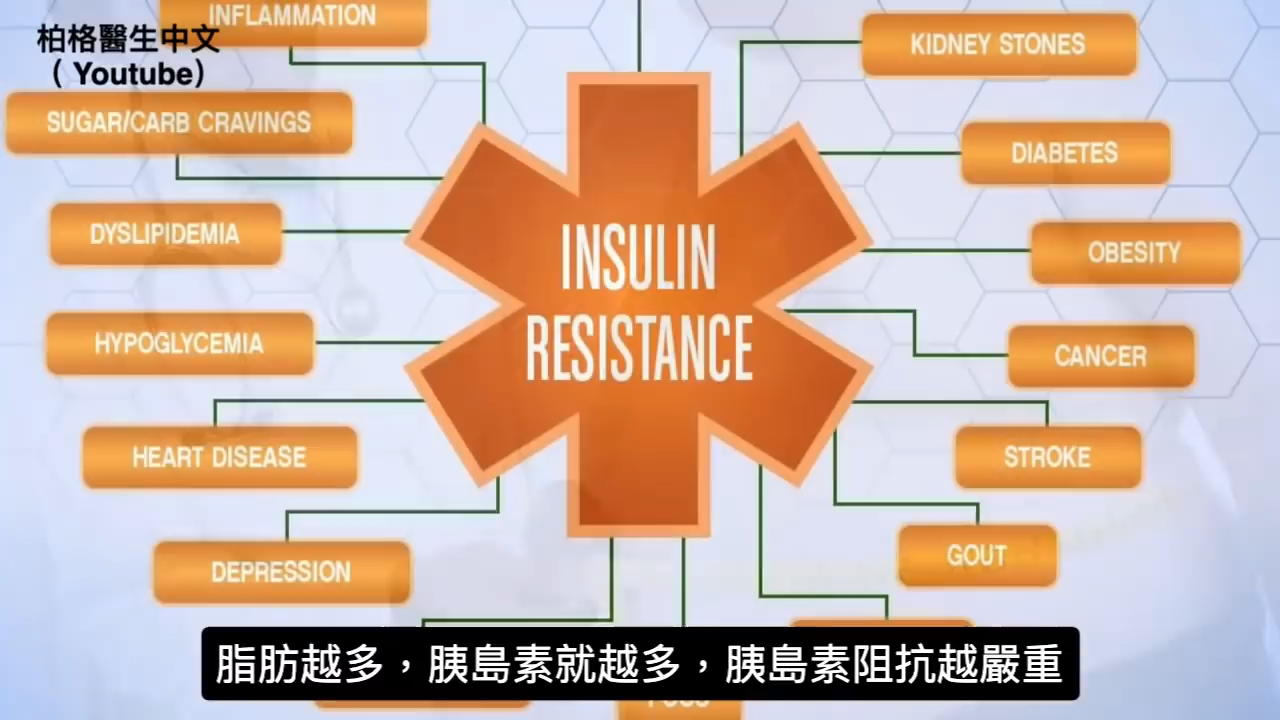 INFLAMMATION
柏格醫生中文
( Youtube)
KIDNEY STONES
SUGAR/CARB CRAVINGS
DIABETES
DYSLIPIDEMIA
INSULIN
RESISTANCE
OBESITY
HYPOGLYCEMIA
CANCER
HEART DISEASE
STROKE
GOUT
DEPRESSION
脂肪越多，胰島素就越多，胰島素阻抗越嚴重